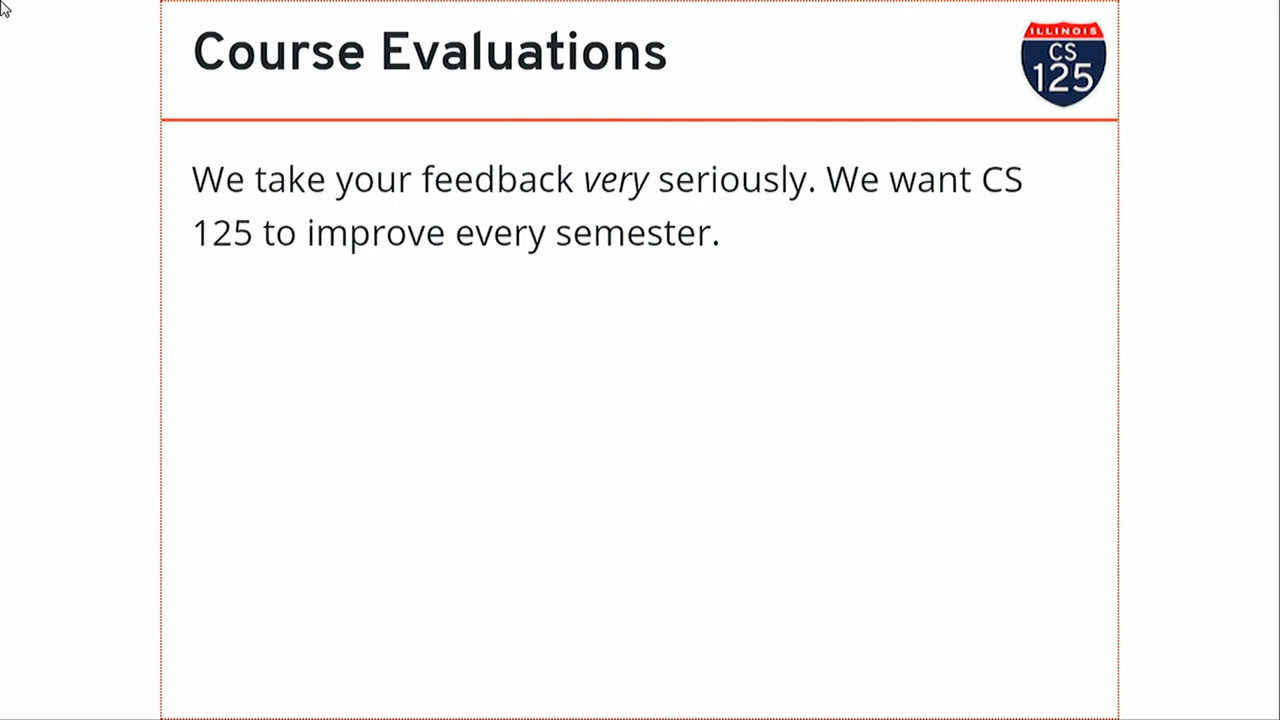 Course Evaluations
ILLINOIS
CS
125
We take your feedback very seriously. We want CS
125 to improve every semester.